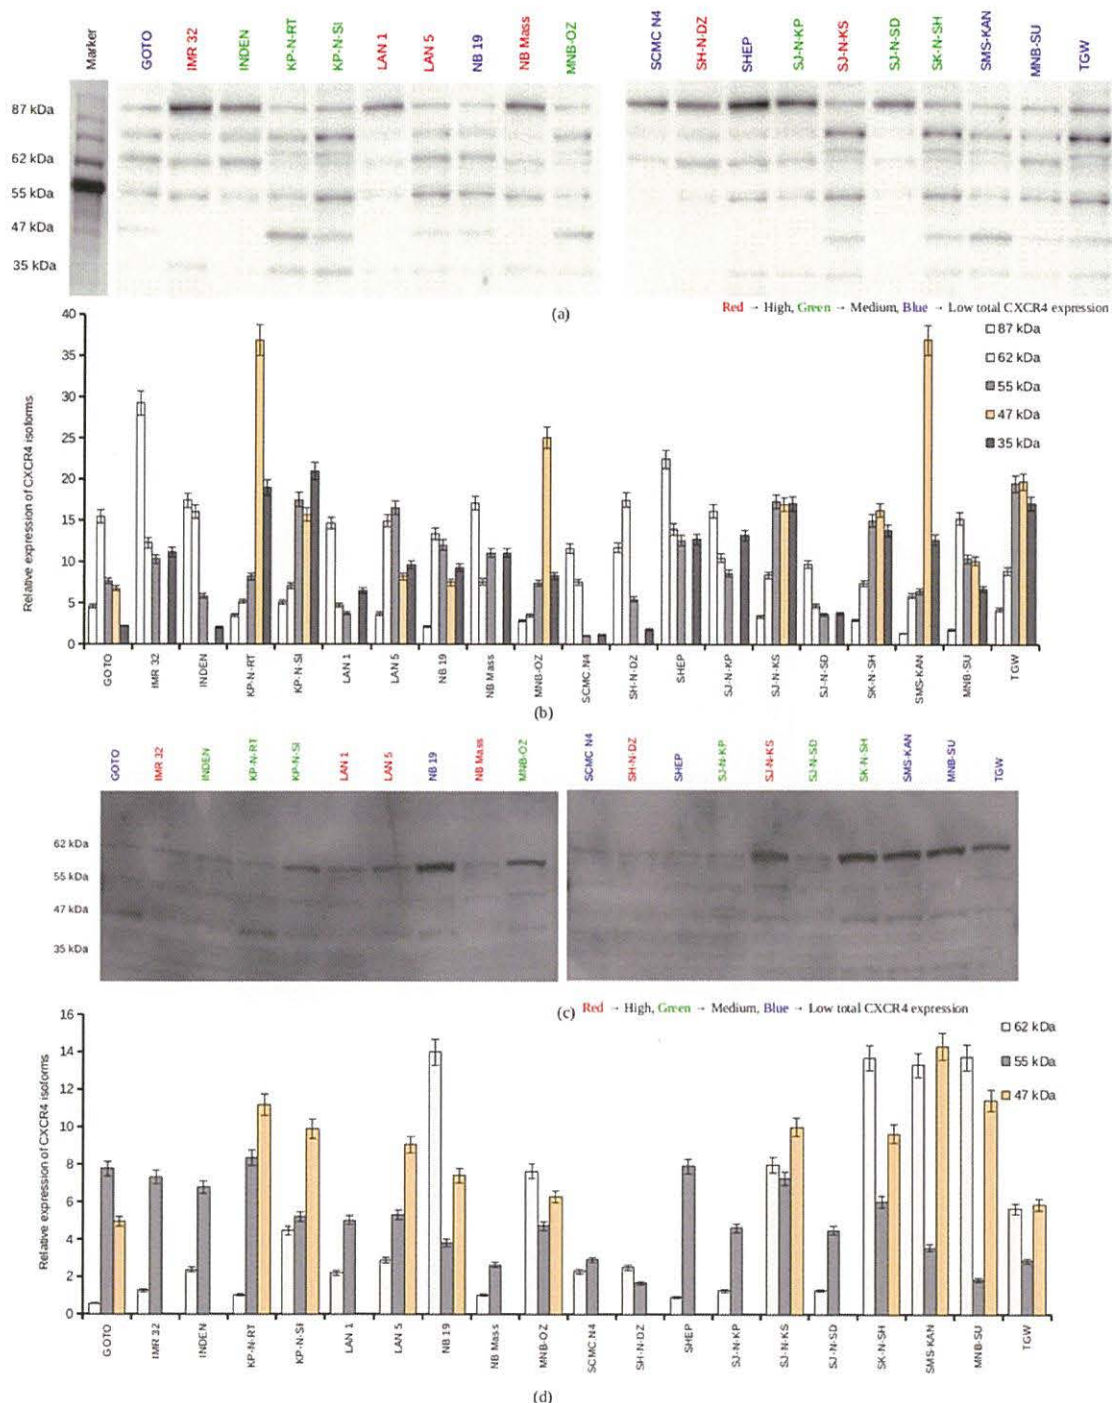 Marker GOTO IMR 32 INDEN KP-N-RT KP-N-SI LAN 1 LAN 5 NB 19 NB Mass MNB-OZ SCMC N4 SH-N-DZ SHEP SJ-N-KP SJ-N-KS SJ-N-SD SK-N-SH SMS-KAN MNB-SU TGW
87 kDa
62 kDa
55 kDa
47 kDa
35 kDa
(a)
Red → High, Green → Medium, Blue → Low total CXCR4 expression
Relative expression of CXCR4 isoforms
40
35
30
25
20
15
10
5
0
87 kDa
62 kDa
55 kDa
47 kDa
35 kDa
GOTO IMR 32 INDEN KP-N-RT KP-N-SI LAN 1 LAN 5 NB 19 NB Mass MNB-OZ SCMC N4 SH-N-DZ SHEP SJ-N-KP SJ-N-KS SJ-N-SD SK-N-SH SMS-KAN MNB-SU TGW
(b)
GOTO IMR 32 INDEN KP-N-RT KP-N-SI LAN 1 LAN 5 NB 19 NB Mass MNB-OZ SCMC N4 SH-N-DZ SHEP SJ-N-KP SJ-N-KS SJ-N-SD SK-N-SH SMS-KAN MNB-SU TGW
62 kDa
55 kDa
47 kDa
35 kDa
(c)
Red → High, Green → Medium, Blue → Low total CXCR4 expression
Relative expression of CXCR4 isoforms
16
14
12
10
8
6
4
2
0
62 kDa
55 kDa
47 kDa
GOTO IMR 32 INDEN KP-N-RT KP-N-SI LAN 1 LAN 5 NB 19 NB Mass MNB-OZ SCMC N4 SH-N-DZ SHEP SJ-N-KP SJ-N-KS SJ-N-SD SK-N-SH SMS-KAN MNB-SU TGW
(d)